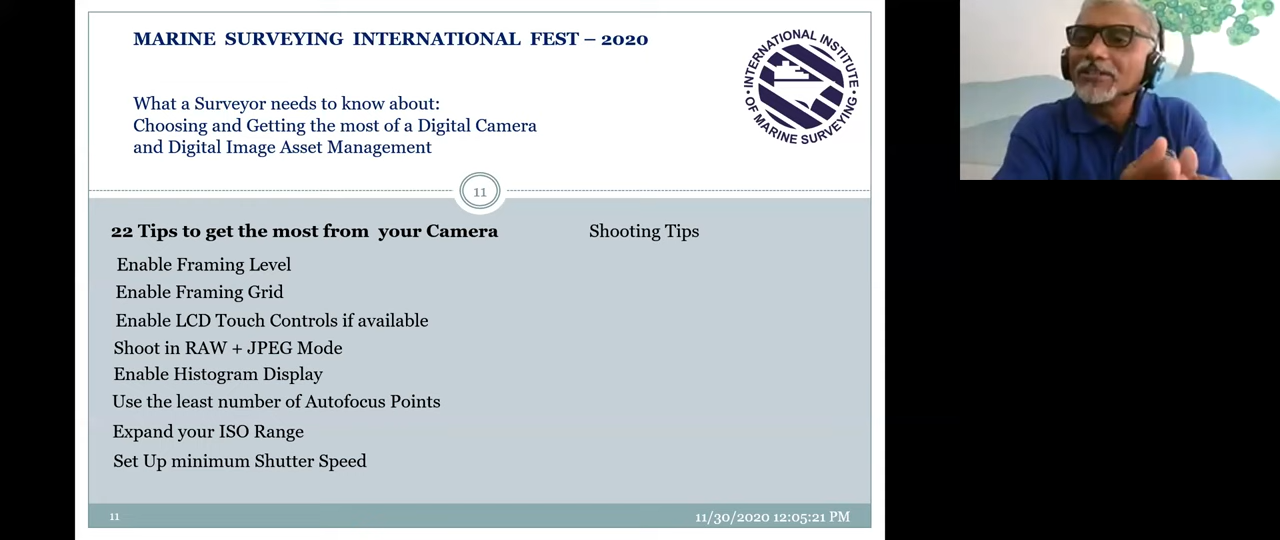 MARINE SURVEYING INTERNATIONAL FEST – 2020
INTERNATIONAL INSTITUTE
• OF MARINE SURVEYING •
What a Surveyor needs to know about:
Choosing and Getting the most of a Digital Camera
and Digital Image Asset Management
11
22 Tips to get the most from your Camera
Shooting Tips
Enable Framing Level
Enable Framing Grid
Enable LCD Touch Controls if available
Shoot in RAW + JPEG Mode
Enable Histogram Display
Use the least number of Autofocus Points
Expand your ISO Range
Set Up minimum Shutter Speed
11
11/30/2020 12:05:21 PM